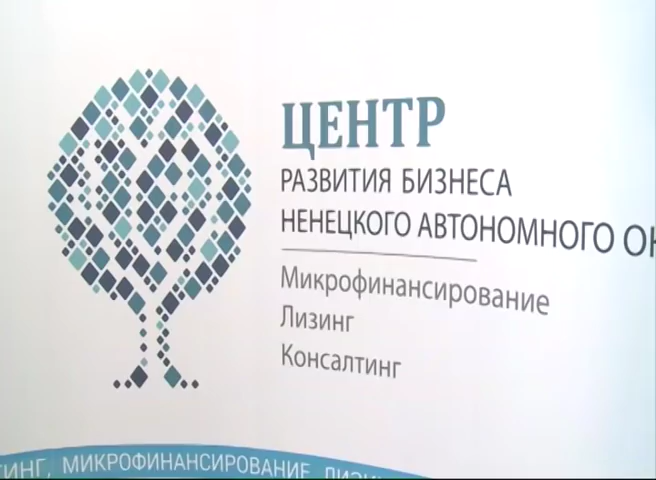 ЦЕНТР
РАЗВИТИЯ БИЗНЕСА
НЕНЕЦКОГО АВТОНОМНОГО
Микрофинансирование
Лизинг
Консалтинг
МИКРОФИНАНСИРОВАНИЕ